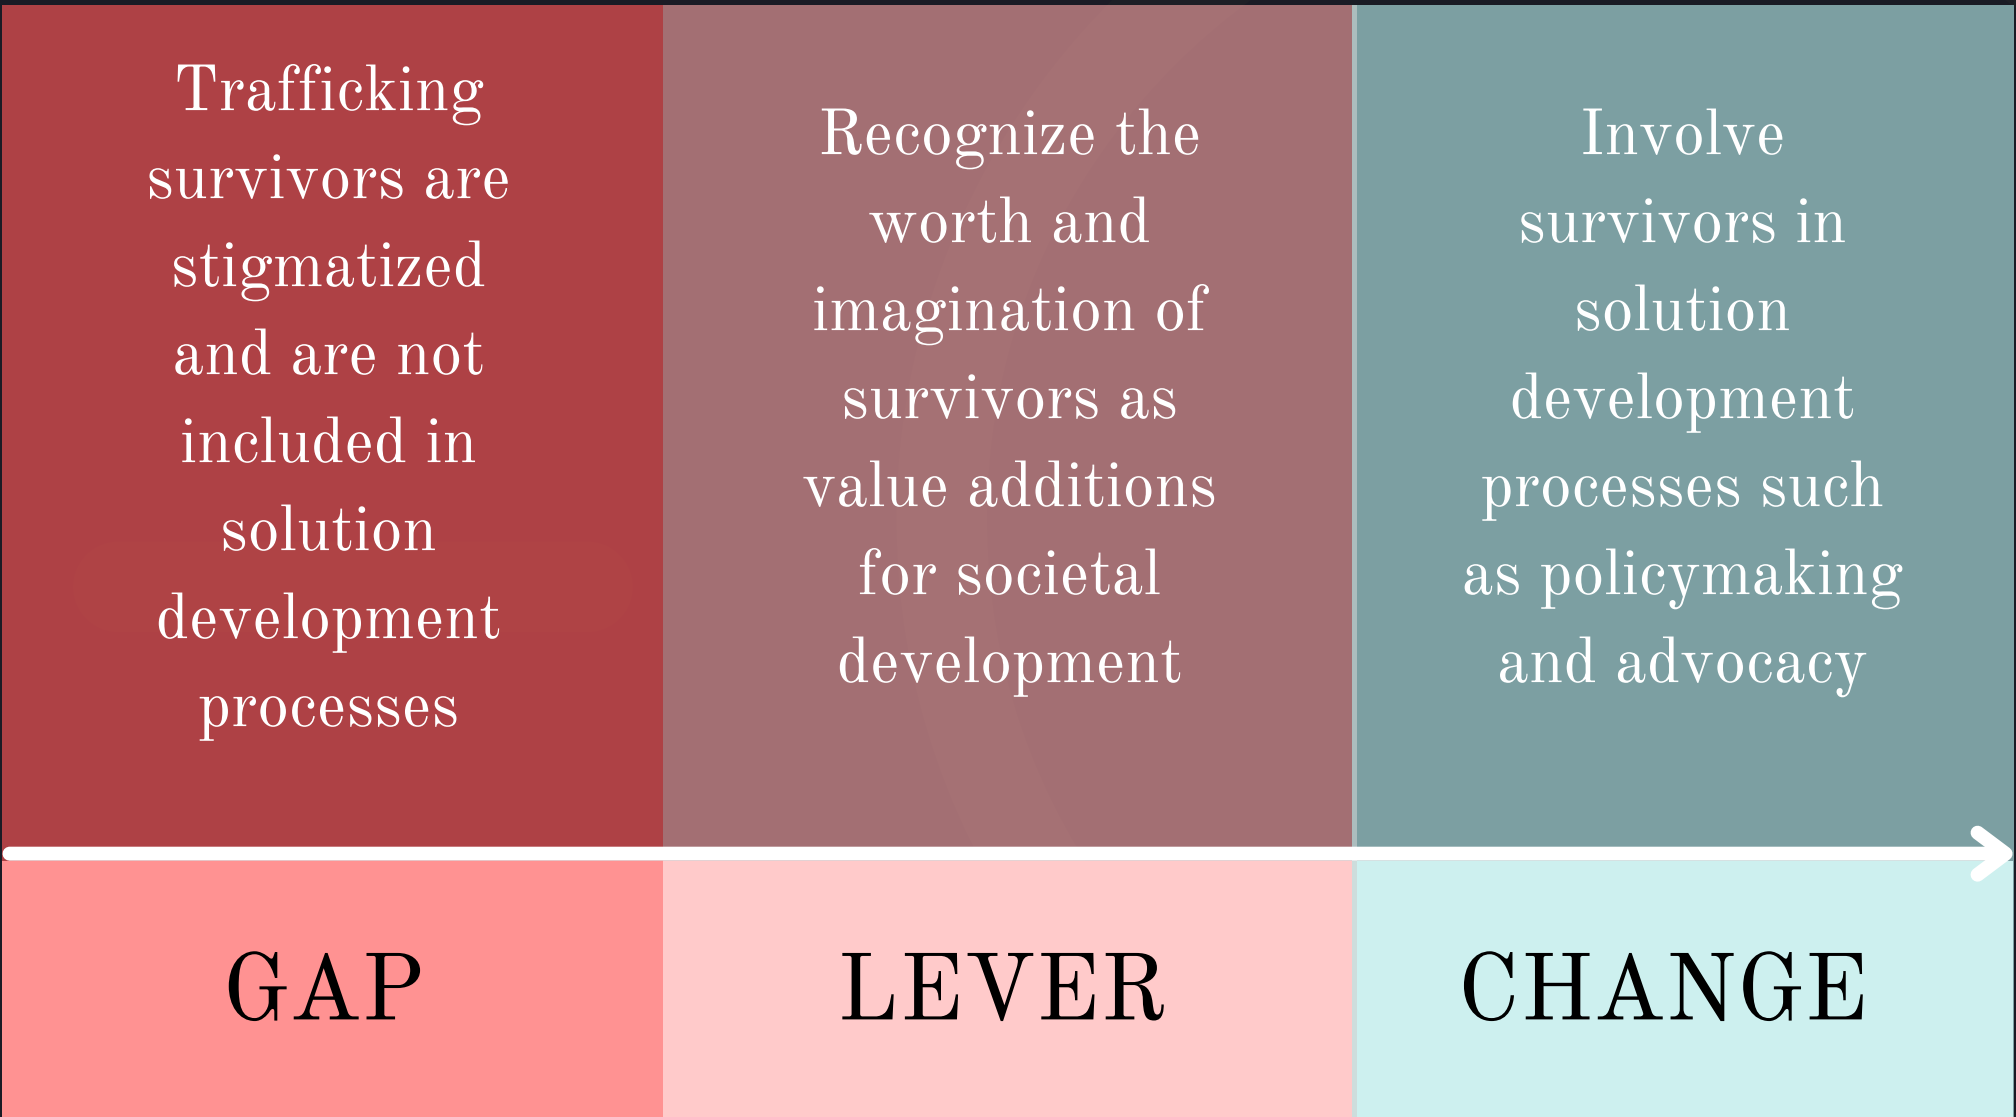 Trafficking
survivors are
stigmatized
and are not
included in
solution
development
processes
Recognize the
worth and
imagination of
survivors as
value additions
for societal
development
Involve
survivors in
solution
development
processes such
as policymaking
and advocacy
GAP
LEVER
CHANGE